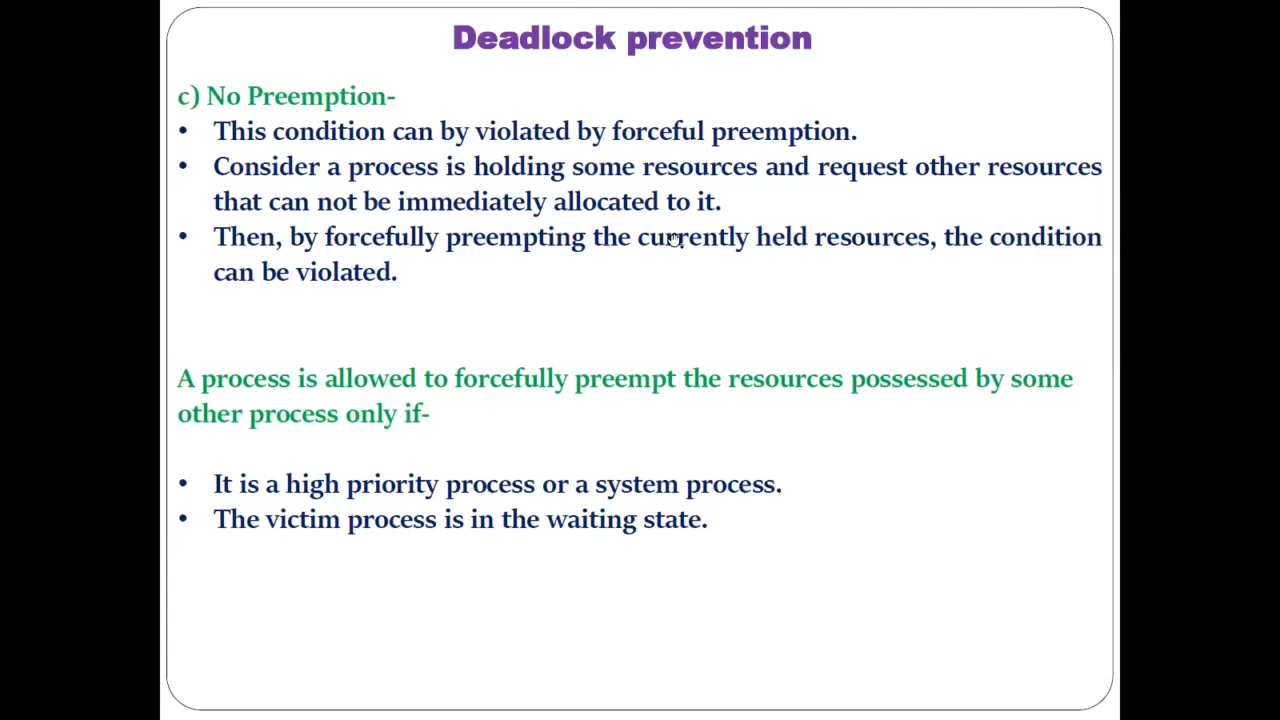 Deadlock prevention
c) No Preemption-
• This condition can by violated by forceful preemption.
• Consider a process is holding some resources and request other resources
that can not be immediately allocated to it.
• Then, by forcefully preempting the currently held resources, the condition
can be violated.
A process is allowed to forcefully preempt the resources possessed by some
other process only if-
• It is a high priority process or a system process.
• The victim process is in the waiting state.